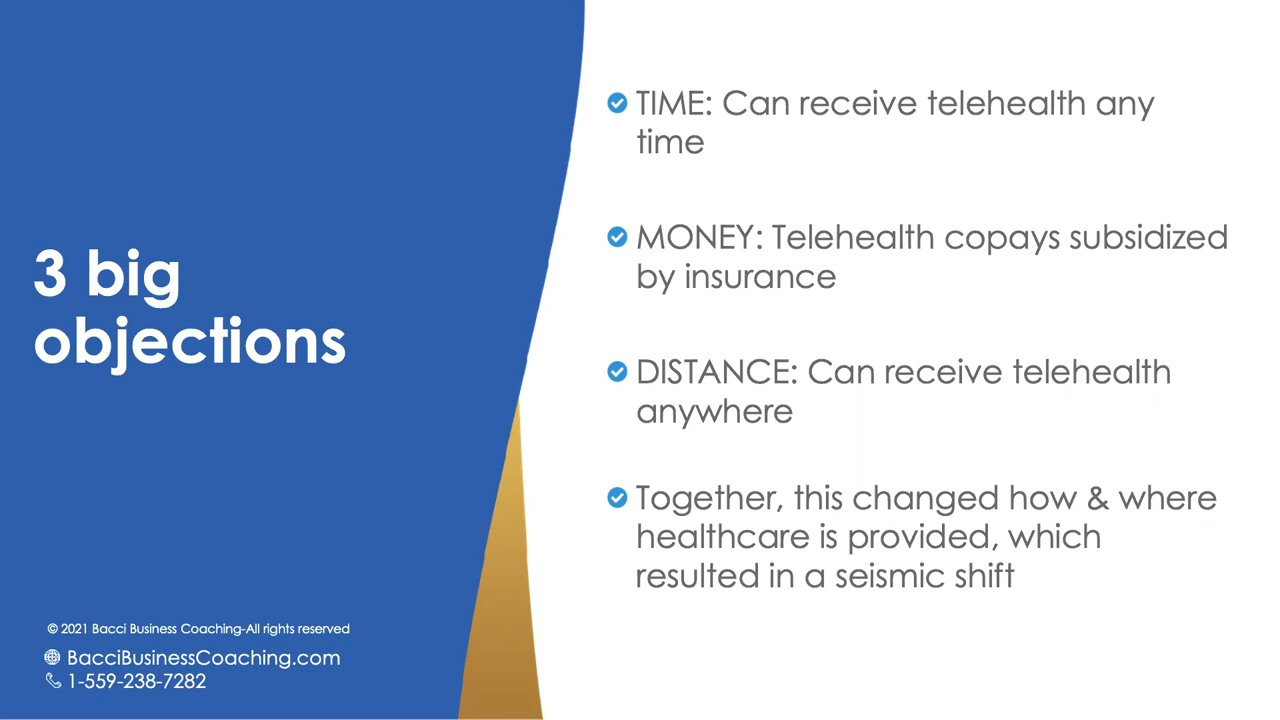 3 big
objections
TIME: Can receive telehealth any
time
MONEY: Telehealth copays subsidized
by insurance
DISTANCE: Can receive telehealth
anywhere
Together, this changed how & where
healthcare is provided, which
resulted in a seismic shift
© 2021 Bacci Business Coaching-All rights reserved
BacciBusinessCoaching.com
1-559-238-7282